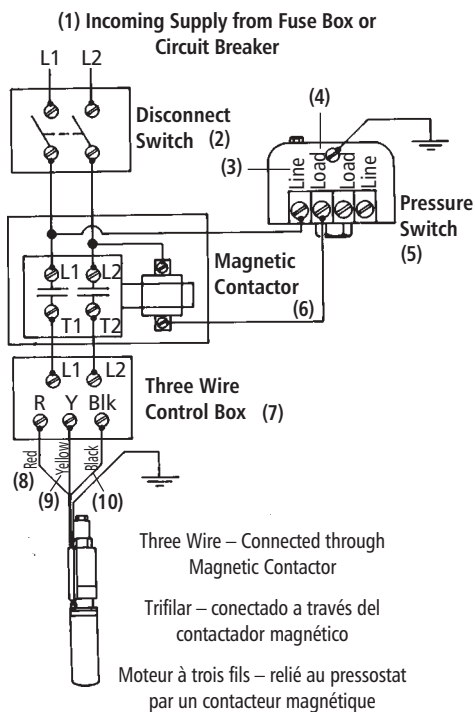 (1) Incoming Supply from Fuse Box or
Circuit Breaker
L1 L2
Disconnect
Switch (2)
(4)
(3)
Line
Load
Load
Line
Pressure
Switch
(5)
L1 L2
Magnetic
Contactor
(6)
T1 T2
L1 L2
Three Wire
Control Box (7)
R Y Blk
Red
Yellow
Black
(8)
(9)
(10)
Three Wire – Connected through
Magnetic Contactor
Trifilar – conectado a través del
contactador magnético
Moteur à trois fils – relié au pressostat
par un contacteur magnétique